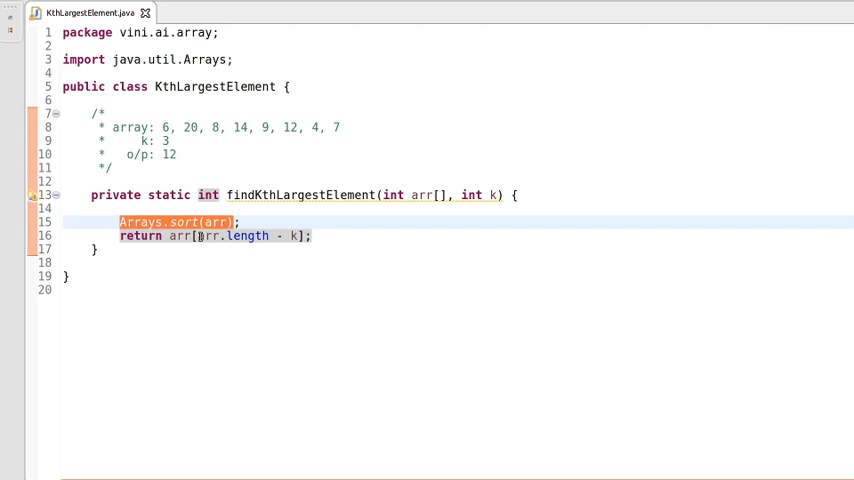 KthLargestElement.java
1 package vini.ai.array;
2
3 import java.util.Arrays;
4
5 public class KthLargestElement {
6
7 /*
8 * array: 6, 20, 8, 14, 9, 12, 4, 7
9 * k: 3
10 * o/p: 12
11 */
12
13 private static int findKthLargestElement(int arr[], int k) {
14
15 Arrays.sort(arr);
16 return arr[arr.length - k];
17 }
18
19 }
20